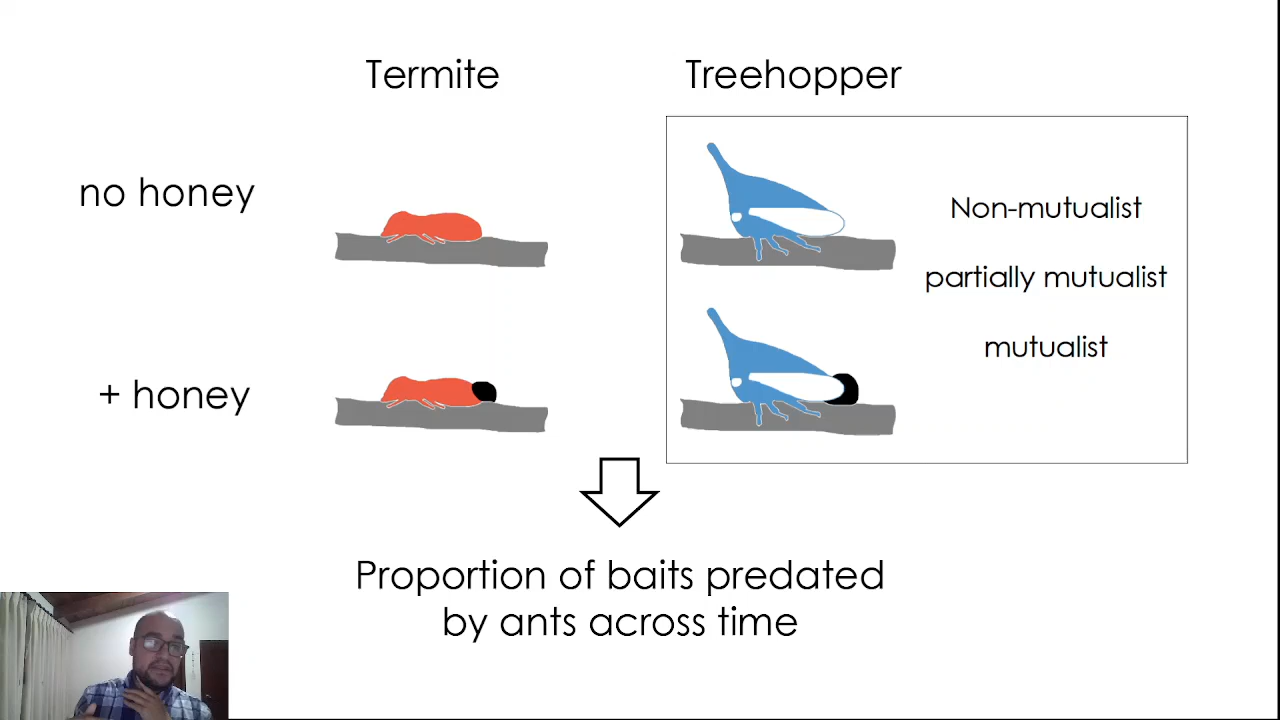 Termite
Treehopper
no honey
Non-mutualist
partially mutualist
mutualist
+ honey
Proportion of baits predated
by ants across time